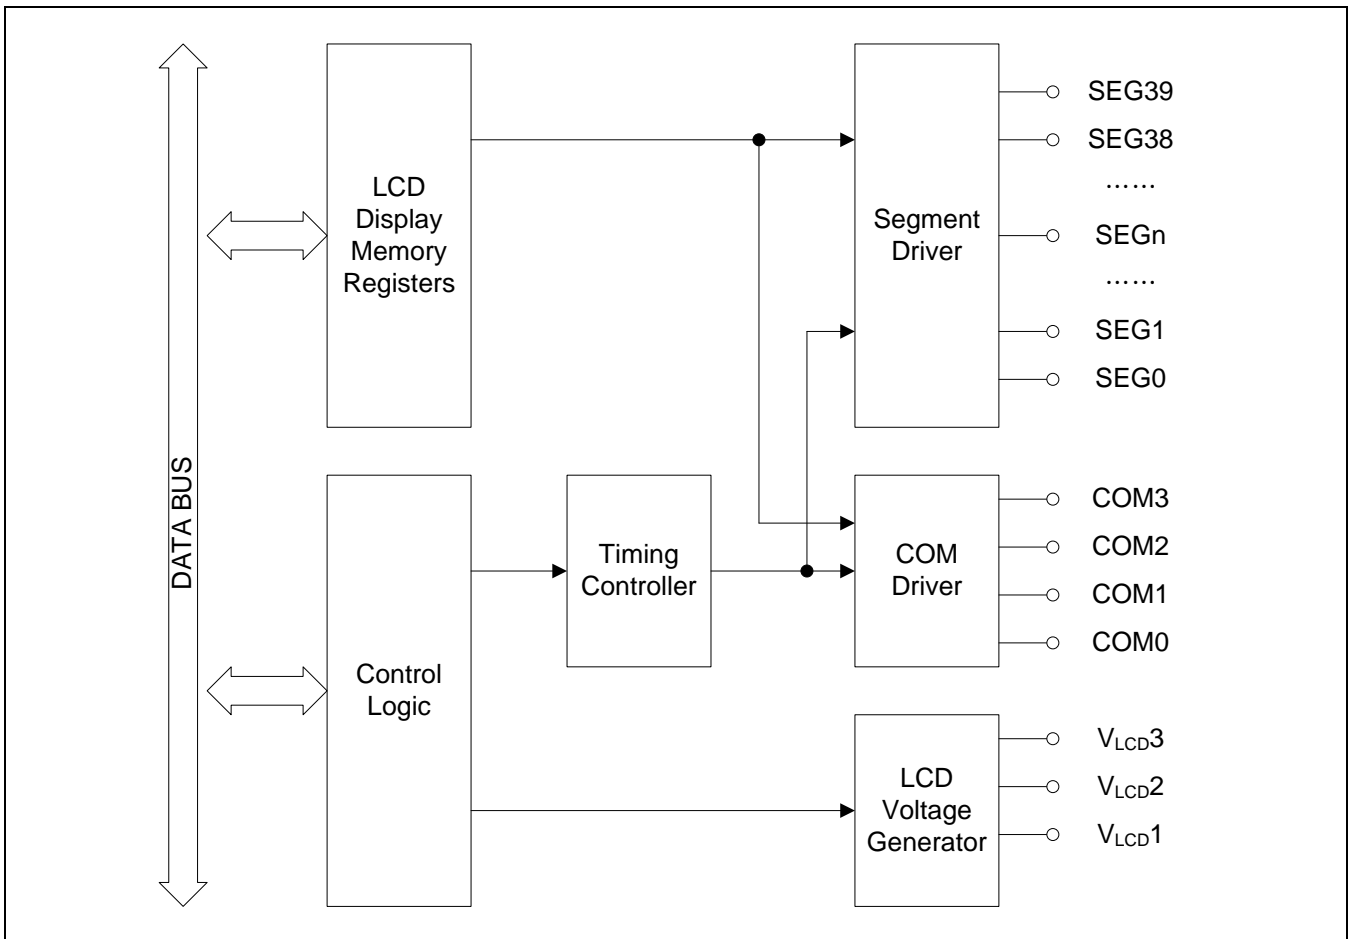 DATA BUS
LCD
Display
Memory
Registers
Segment
Driver
SEG39
SEG38
......
SEGn
......
SEG1
SEG0
Control
Logic
Timing
Controller
COM
Driver
COM3
COM2
COM1
COM0
LCD
Voltage
Generator
VLCD3
VLCD2
VLCD1